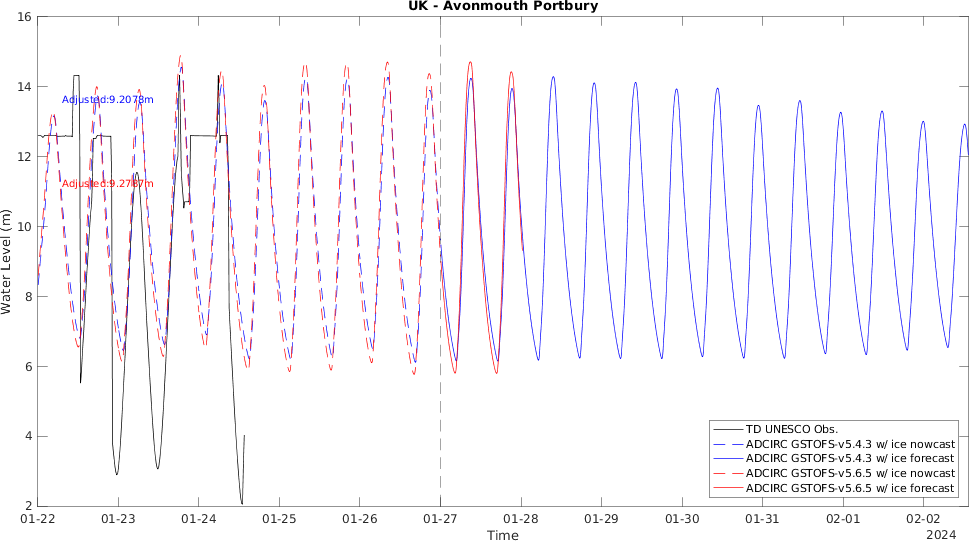 UK - Avonmouth Portbury
16
14
12
10
8
6
4
2
Water Level (m)
Adjusted:9.2073m
Adjusted:9.2787m
TD UNESCO Obs.
ADCIRC GSTOFS-v5.4.3 w/ ice nowcast
ADCIRC GSTOFS-v5.4.3 w/ ice forecast
ADCIRC GSTOFS-v5.6.5 w/ ice nowcast
ADCIRC GSTOFS-v5.6.5 w/ ice forecast
01-22 01-23 01-24 01-25 01-26 01-27 01-28 01-29 01-30 01-31 02-01 02-02
Time
2024